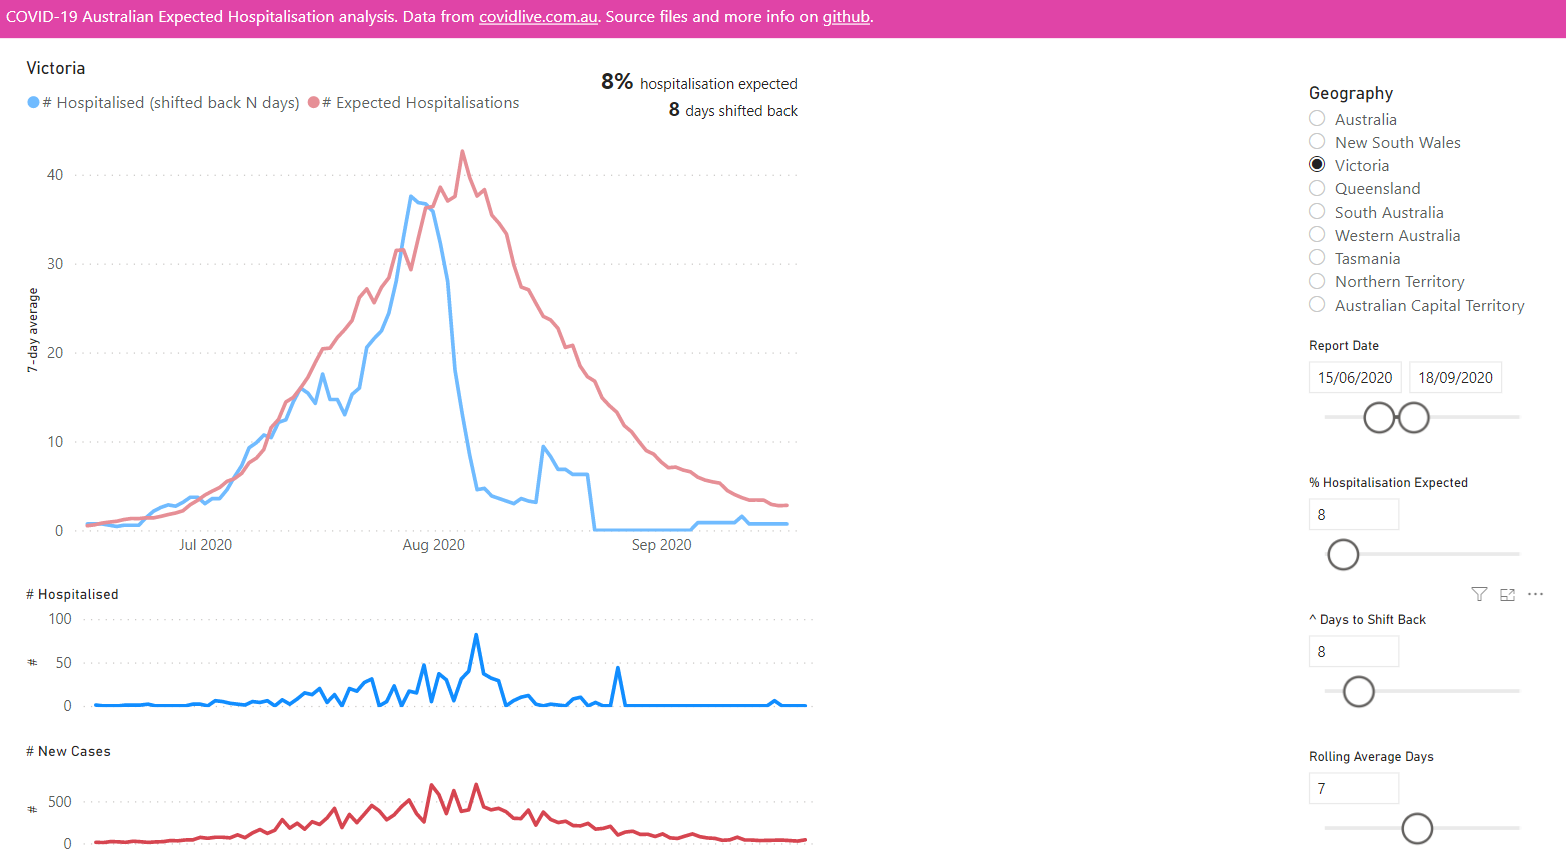 COVID-19 Australian Expected Hospitalisation analysis. Data from covidlive.com.au. Source files and more info on github.
Victoria
# Hospitalised (shifted back N days) # Expected Hospitalisations
8% hospitalisation expected
8 days shifted back
7-day average
40
30
20
10
0
Jul 2020 Aug 2020 Sep 2020
# Hospitalised
#
100
50
0
# New Cases
#
500
0
Geography
Australia
New South Wales
Victoria
Queensland
South Australia
Western Australia
Tasmania
Northern Territory
Australian Capital Territory
Report Date
15/06/2020 18/09/2020
% Hospitalisation Expected
8
^ Days to Shift Back
8
Rolling Average Days
7